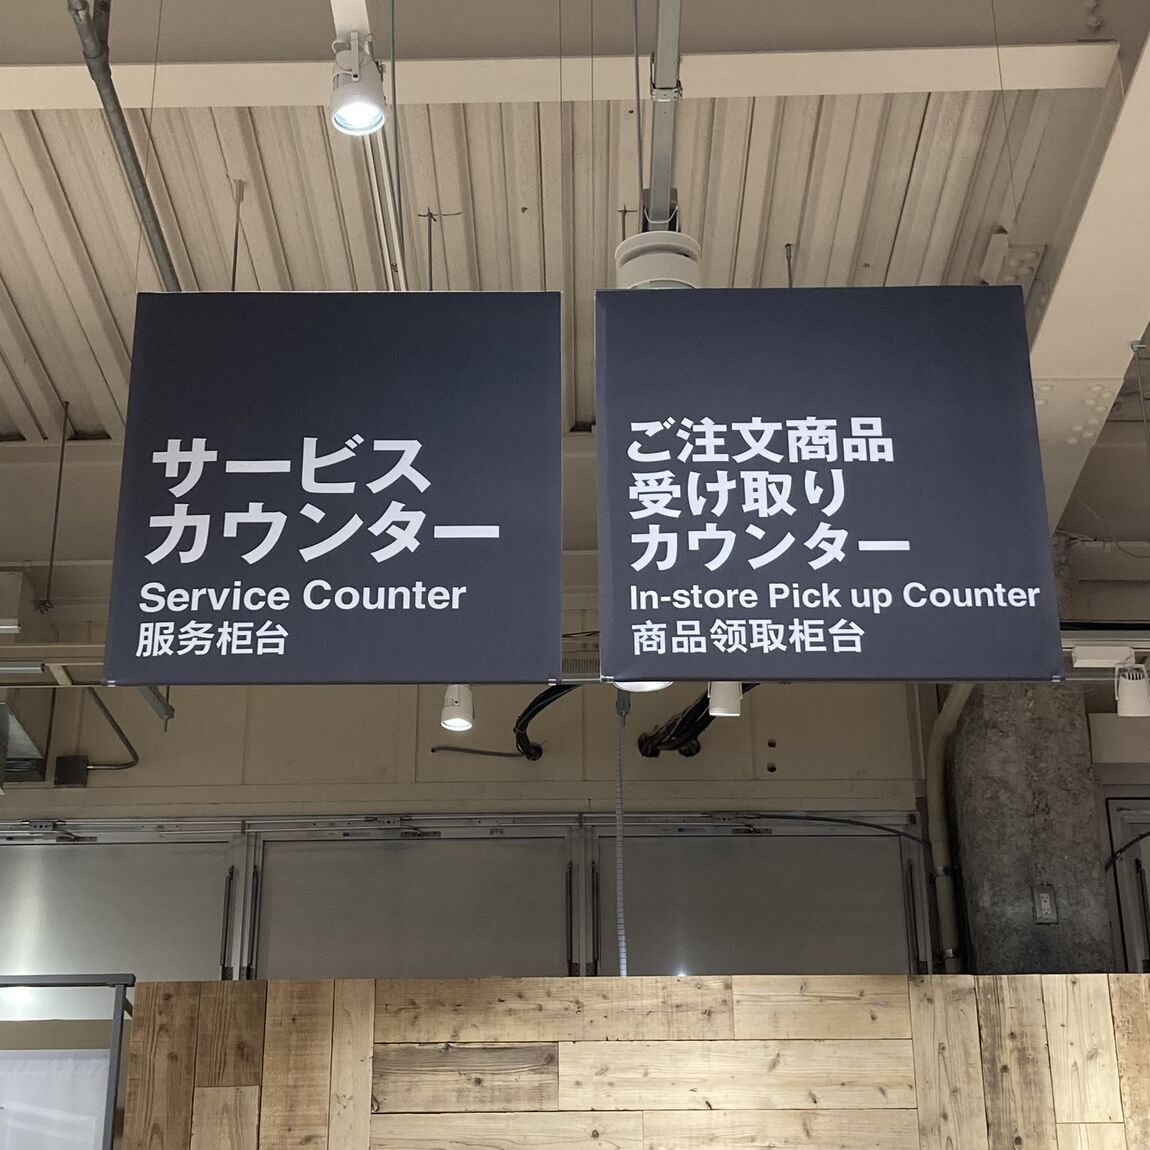 サービス
カウンター
Service Counter
服务柜台
ご注文商品
受け取り
カウンター
In-store Pick up Counter
商品领取柜台